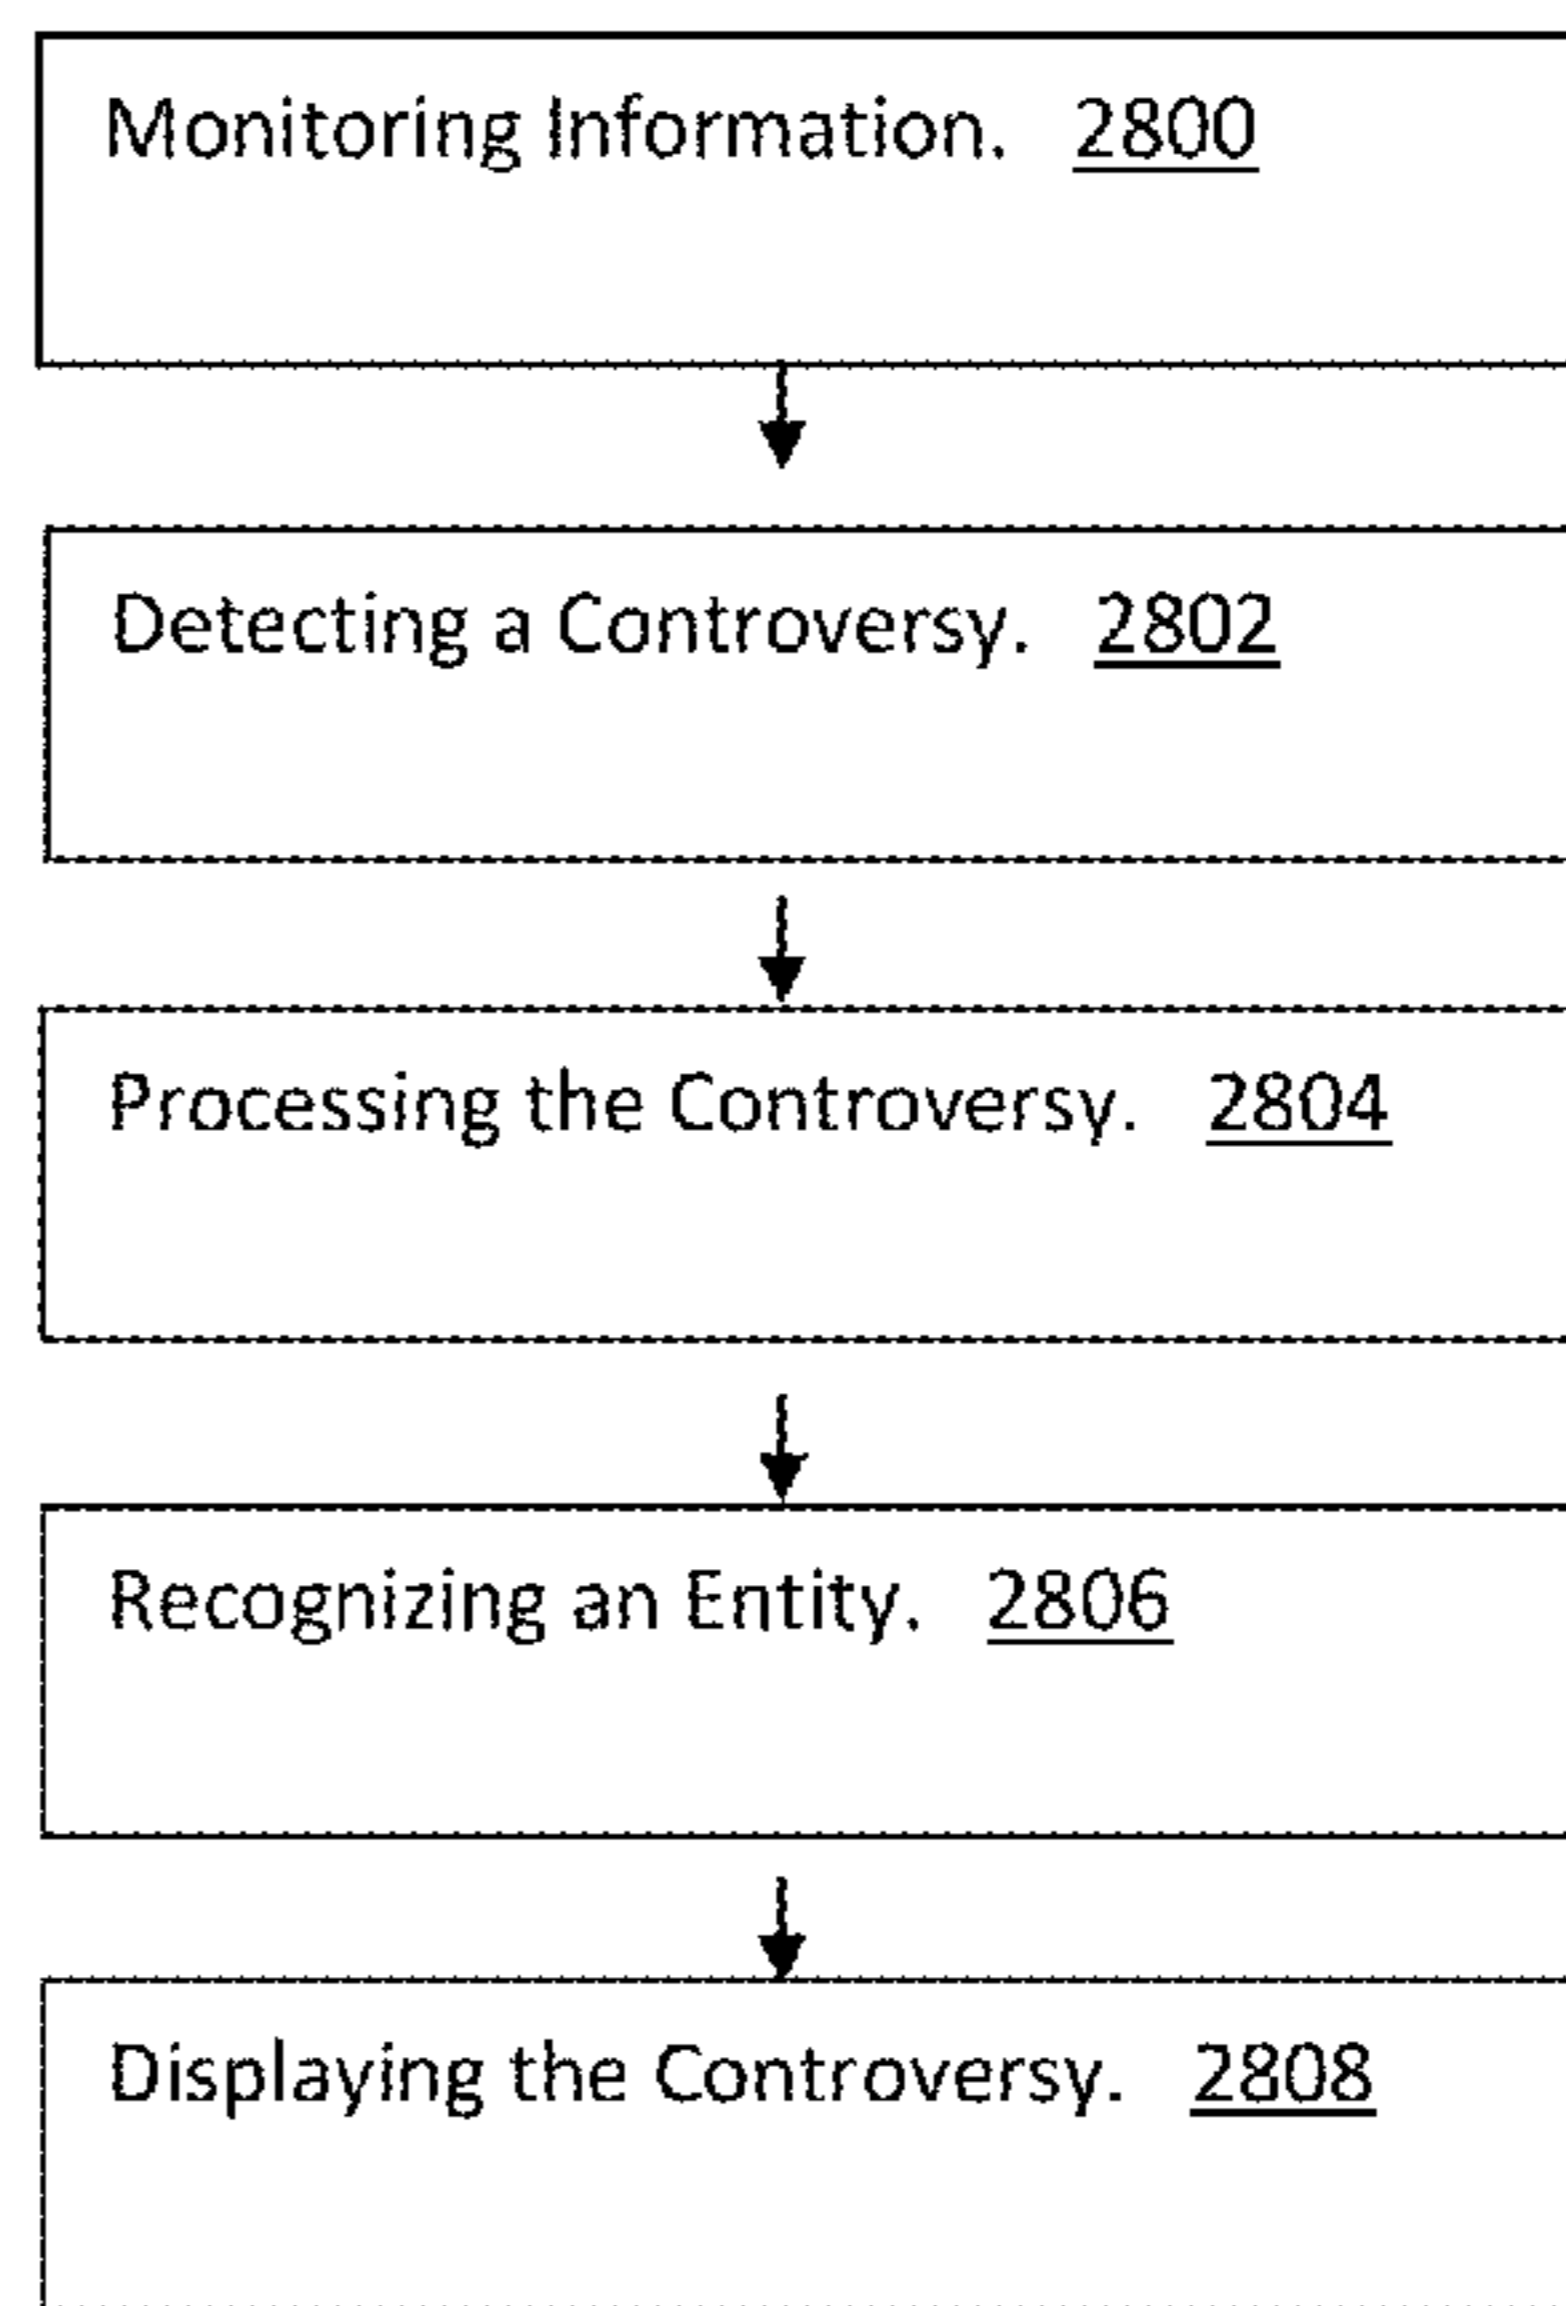 Monitoring Information. 2800
Detecting a Controversy. 2802
Processing the Controversy. 2804
Recognizing an Entity. 2806
Displaying the Controversy. 2808